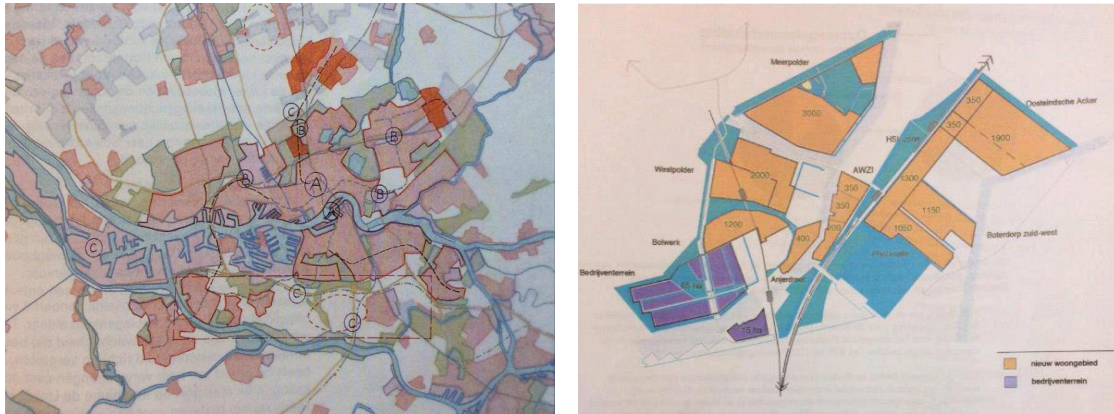 C
B
B
B
A
B
A
C
C
C
Meerpolder
350
Oosteindsche Acker
3000
350
1900
HSL-zone
Westpolder
AWZI
2000
350
1300
350
1150
1200
400
200
1050
Boterdorp zuid-west
Bolwerk
Bedrijventerrein
Anjerdreef
15 ha
nieuw woongebied
bedrijventerrein